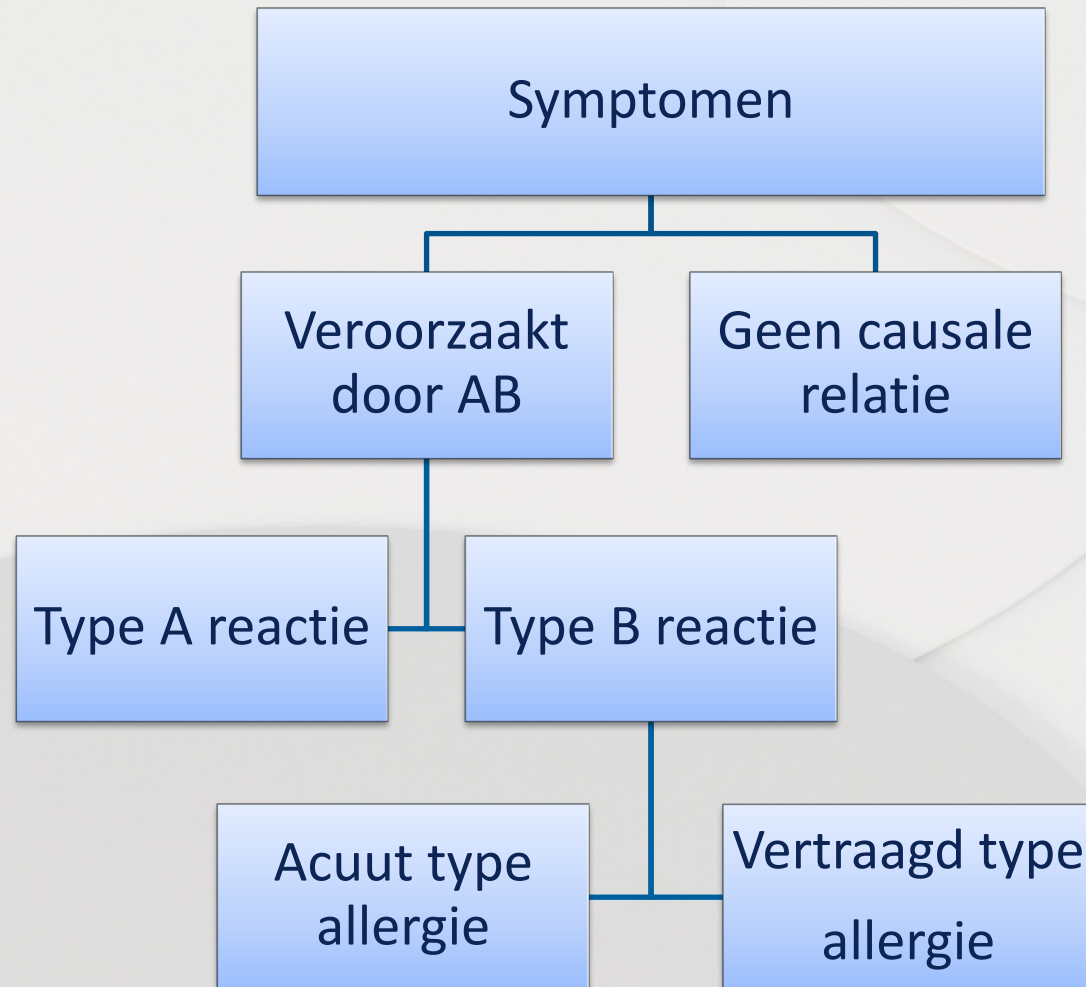 Symptomen
Veroorzaakt
door AB
Geen causale
relatie
Type A reactie
Type B reactie
Acuut type
allergie
Vertraagd type
allergie